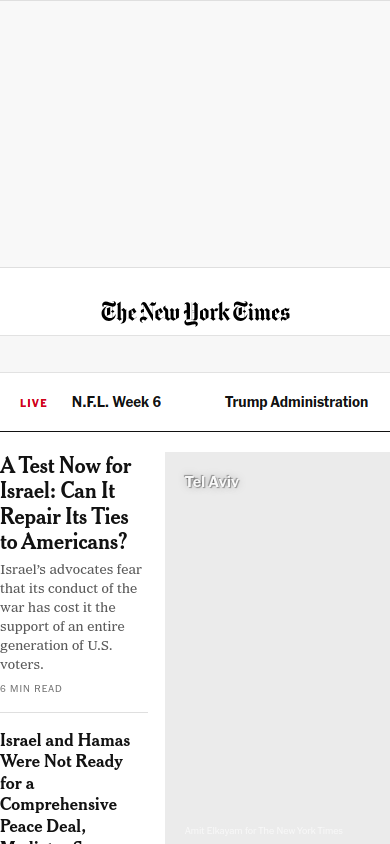 The New York Times
LIVE
N.F.L. Week 6
Trump Administration
A Test Now for
Israel: Can It
Repair Its Ties
to Americans?
Israel's advocates fear
that its conduct of the
war has cost it the
support of an entire
generation of U.S.
voters.
6 MIN READ
Israel and Hamas
Were Not Ready
for a
Comprehensive
Peace Deal,
Tel Aviv
for The New York Times